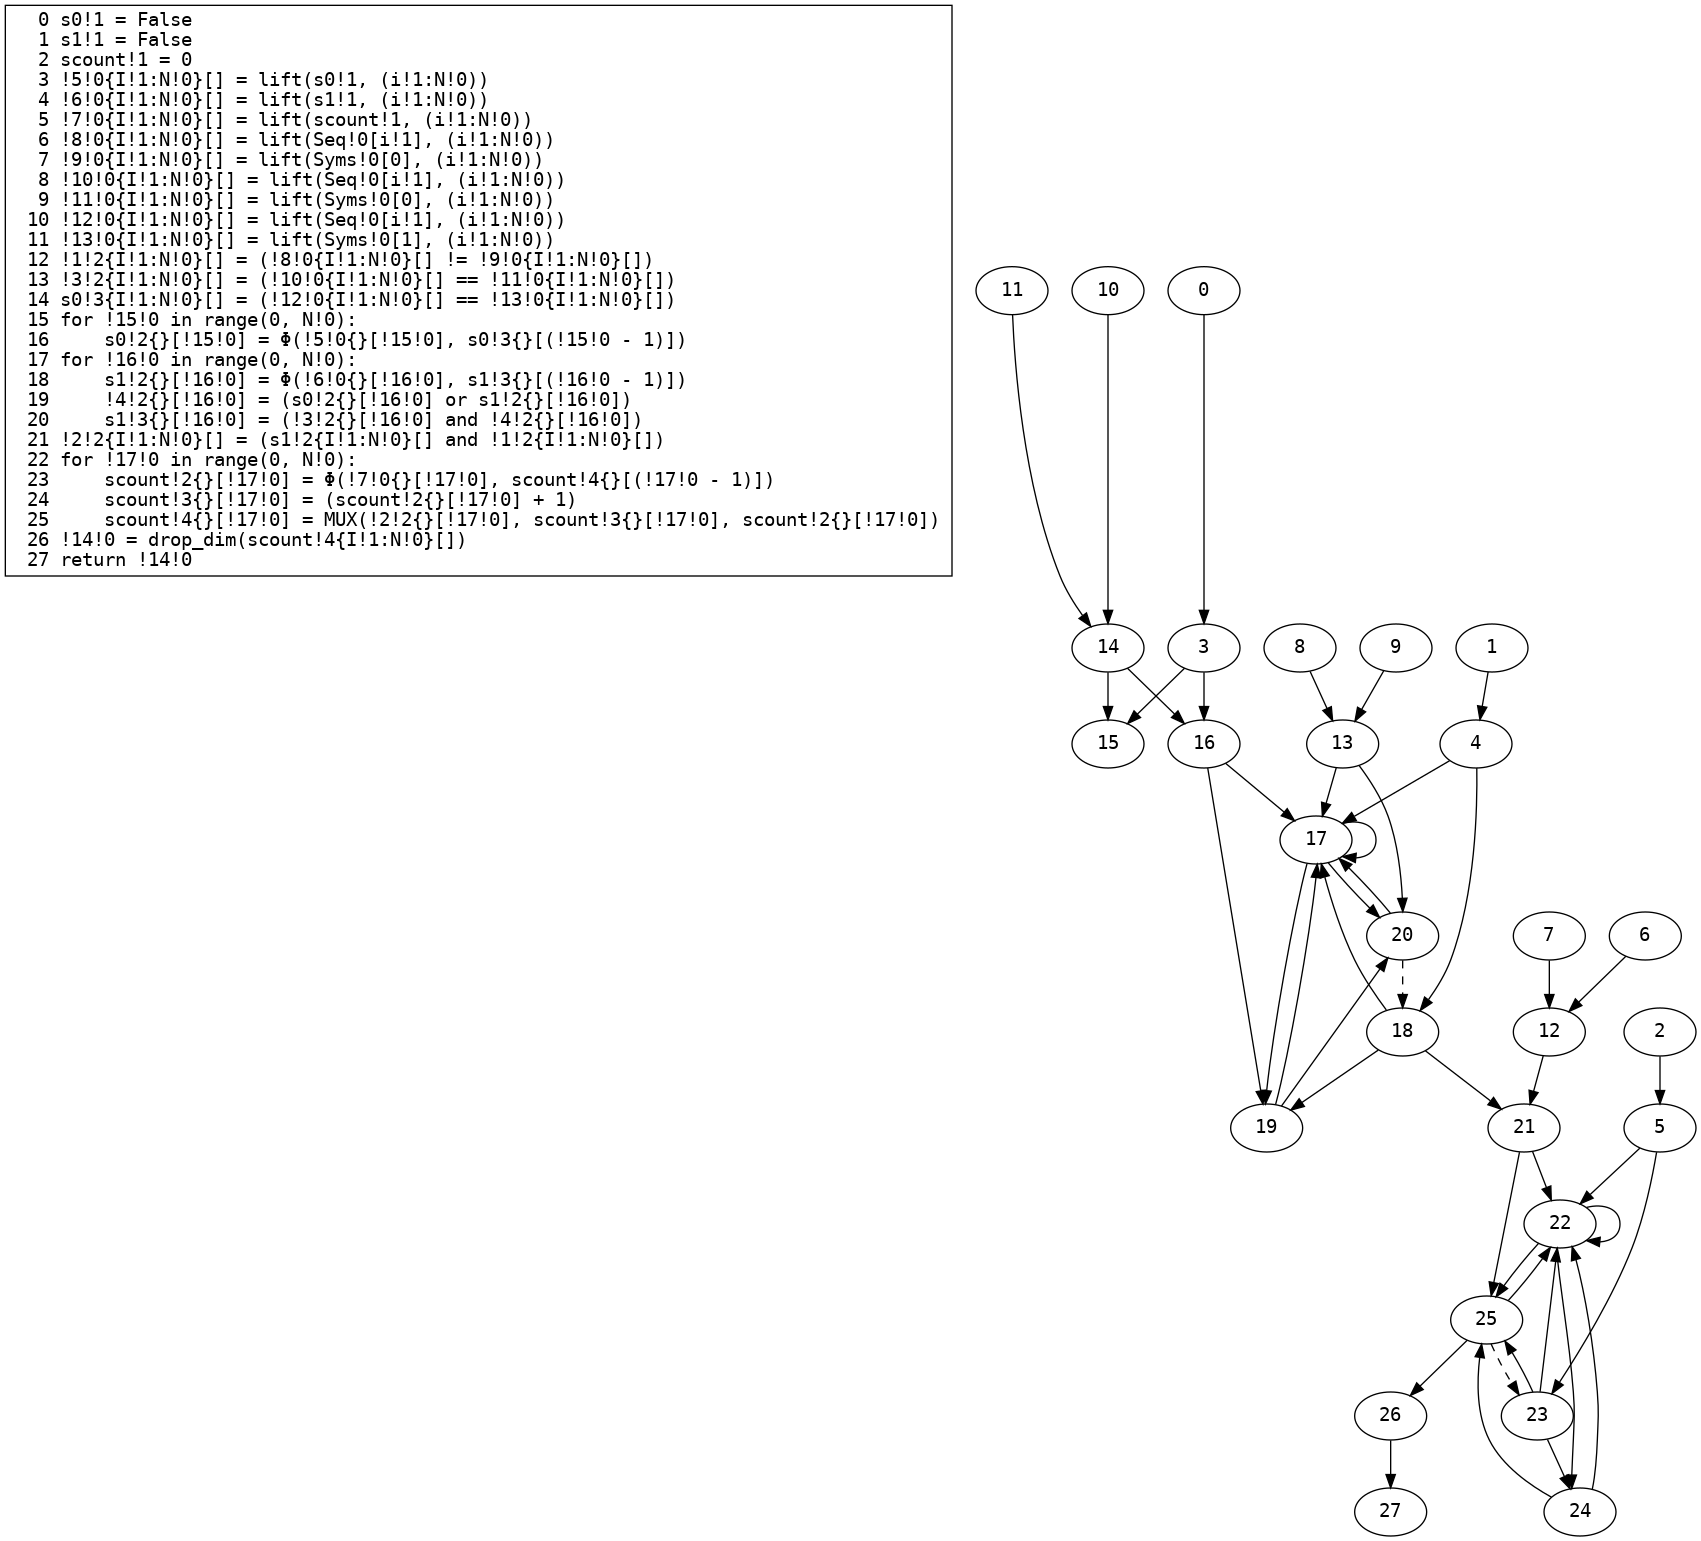 0 s0!1 = False
1 s1!1 = False
2 scount!1 = 0
3 !5!0{I!1:N!0}[] = lift(s0!1, (i!1:N!0))
4 !6!0{I!1:N!0}[] = lift(s1!1, (i!1:N!0))
5 !7!0{I!1:N!0}[] = lift(scount!1, (i!1:N!0))
6 !8!0{I!1:N!0}[] = lift(Seq!0[i!1], (i!1:N!0))
7 !9!0{I!1:N!0}[] = lift(Syms!0[0], (i!1:N!0))
8 !10!0{I!1:N!0}[] = lift(Seq!0[i!1], (i!1:N!0))
9 !11!0{I!1:N!0}[] = lift(Syms!0[0], (i!1:N!0))
10 !12!0{I!1:N!0}[] = lift(Seq!0[i!1], (i!1:N!0))
11 !13!0{I!1:N!0}[] = lift(Syms!0[1], (i!1:N!0))
12 !1!2{I!1:N!0}[] = (!8!0{I!1:N!0}[] != !9!0{I!1:N!0}[])
13 !3!2{I!1:N!0}[] = (!10!0{I!1:N!0}[] == !11!0{I!1:N!0}[])
14 s0!3{I!1:N!0}[] = (!12!0{I!1:N!0}[] == !13!0{I!1:N!0}[])
15 for !15!0 in range(0, N!0):
16     s0!2{}[!15!0] = Φ(!5!0{}[!15!0], s0!3{}[(!15!0 - 1)])
17 for !16!0 in range(0, N!0):
18     s1!2{}[!16!0] = Φ(!6!0{}[!16!0], s1!3{}[(!16!0 - 1)])
19     !4!2{}[!16!0] = (s0!2{}[!16!0] or s1!2{}[!16!0])
20     s1!3{}[!16!0] = (!3!2{}[!16!0] and !4!2{}[!16!0])
21 !2!2{I!1:N!0}[] = (s1!2{I!1:N!0}[] and !1!2{I!1:N!0}[])
22 for !17!0 in range(0, N!0):
23     scount!2{}[!17!0] = Φ(!7!0{}[!17!0], scount!4{}[(!17!0 - 1)])
24     scount!3{}[!17!0] = (scount!2{}[!17!0] + 1)
25     scount!4{}[!17!0] = MUX(!2!2{}[!17!0], scount!3{}[!17!0], scount!2{}[!17!0])
26 !14!0 = drop_dim(scount!4{I!1:N!0}[])
27 return !14!0
11 10 0
14 3 8 9 1
15 16 13 4
17
20 7 6
18 12 2
19 21 5
22
25
26 23
27 24